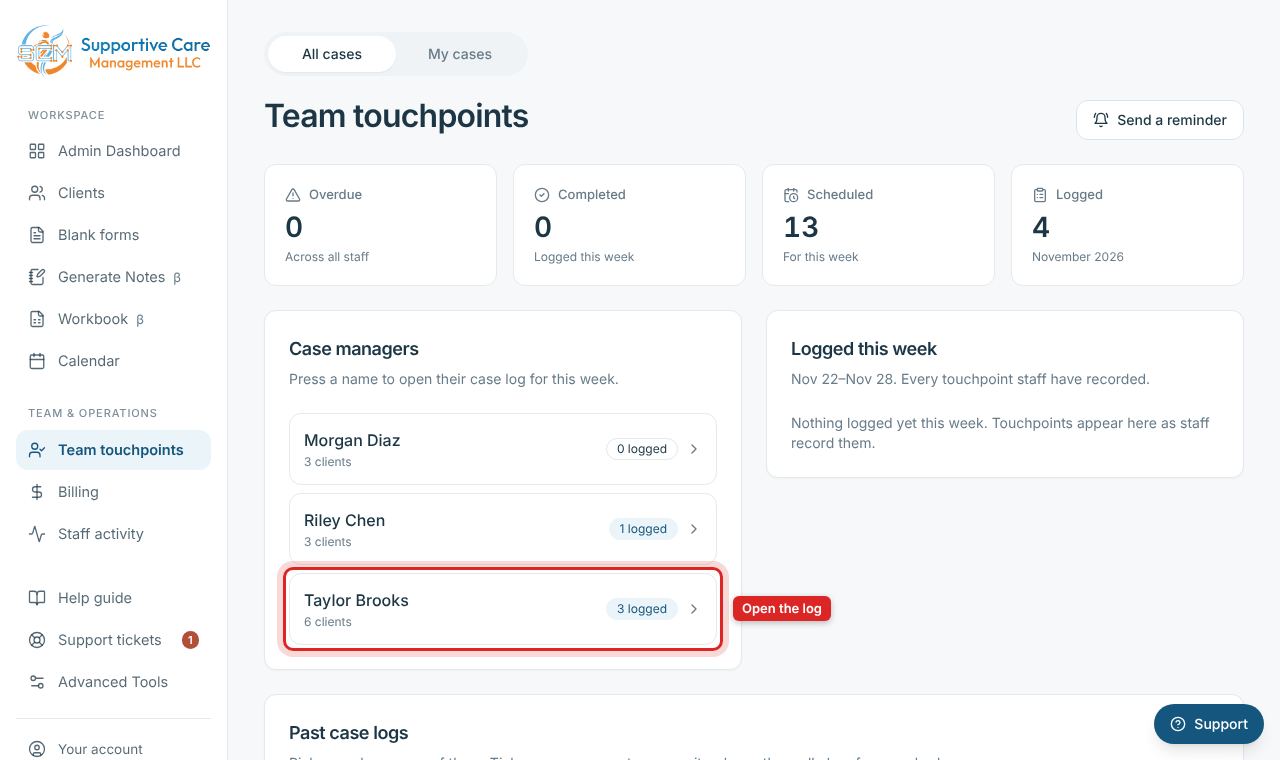 SCM
Supportive Care
Management LLC
WORKSPACE
Admin Dashboard
Clients
Blank forms
Generate Notes β
Workbook β
Calendar
TEAM & OPERATIONS
Team touchpoints
Billing
Staff activity
Help guide
Support tickets 1
Advanced Tools
Your account
All cases
My cases
Team touchpoints
Send a reminder
Overdue
0
Across all staff
Completed
0
Logged this week
Scheduled
13
For this week
Logged
4
November 2026
Case managers
Press a name to open their case log for this week.
Morgan Diaz
3 clients
0 logged
Riley Chen
3 clients
1 logged
Taylor Brooks
6 clients
3 logged
Open the log
Logged this week
Nov 22–Nov 28. Every touchpoint staff have recorded.
Nothing logged yet this week. Touchpoints appear here as staff
record them.
Past case logs
Support